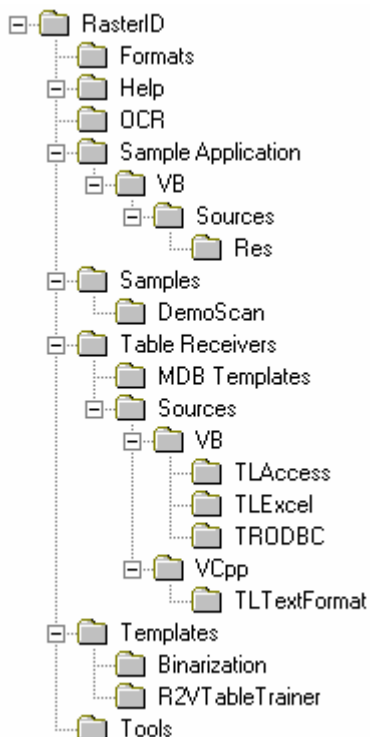 RasterID
Formats
Help
OCR
Sample Application
VB
Sources
Res
Samples
DemoScan
Table Receivers
MDB Templates
Sources
VB
TLAccess
TLExcel
TRODBC
VCpp
TLTextFormat
Templates
Binarization
R2VTableTrainer
Tools